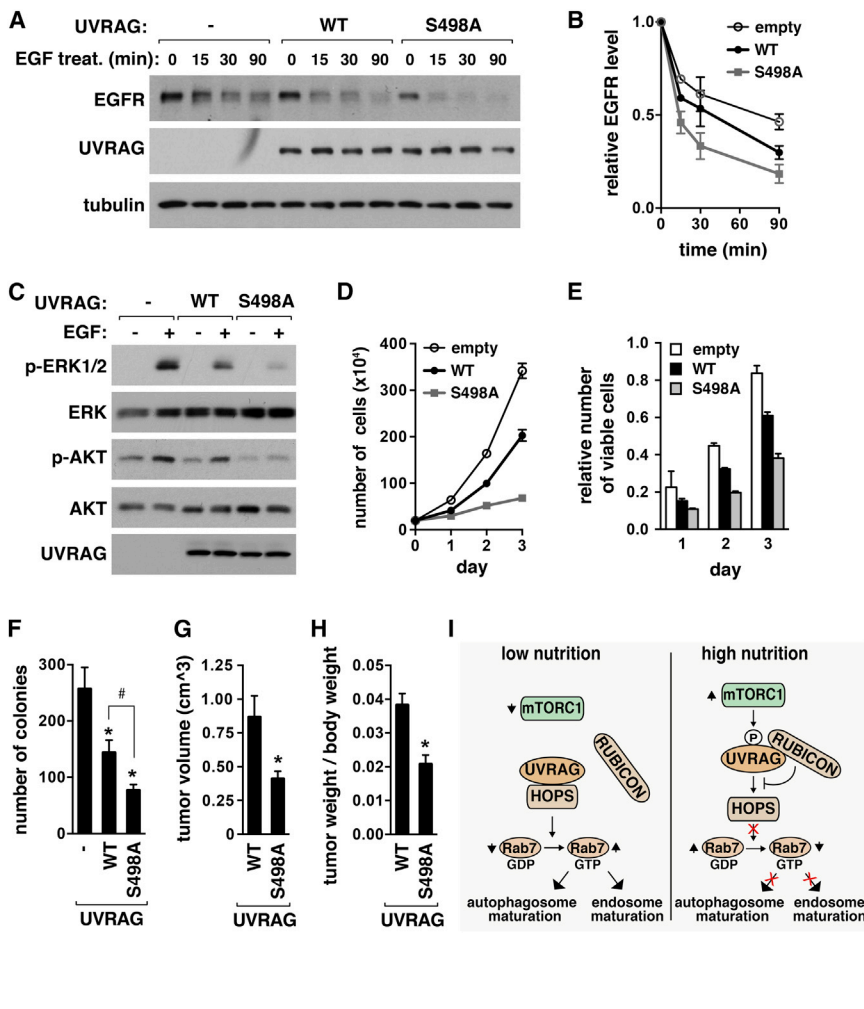 A
UVRAG: - WT S498A
EGF treat. (min): 0 15 30 90 0 15 30 90 0 15 30 90
EGFR
UVRAG
tubulin
B
relative EGFR level
1.0
0.5
0.0
empty
WT
S498A
0 30 60 90
time (min)
C
UVRAG: - WT S498A
EGF: - + - + - +
p-ERK1/2
ERK
p-AKT
AKT
UVRAG
D
number of cells (x10⁴)
400
300
200
100
0
empty
WT
S498A
0 1 2 3
day
E
relative number
of viable cells
1.0
0.8
0.6
0.4
0.2
0.0
empty
WT
S498A
1 2 3
day
F
number of colonies
300
200
100
0
#
*
*
- WT S498A
UVRAG
G
tumor volume (cm^3)
1.25
1.00
0.75
0.50
0.25
0
*
WT S498A
UVRAG
H
tumor weight / body weight
0.05
0.04
0.03
0.02
0.01
0.00
*
WT S498A
UVRAG
I
low nutrition
mTORC1
RUBICON
UVRAG
HOPS
Rab7 Rab7
GDP GTP
autophagosome endosome
maturation maturation
high nutrition
mTORC1
P
UVRAG
RUBICON
HOPS
Rab7 Rab7
GDP GTP
autophagosome endosome
maturation maturation